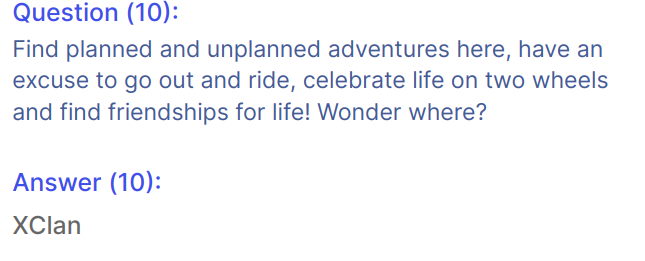 Question (10):
Find planned and unplanned adventures here, have an
excuse to go out and ride, celebrate life on two wheels
and find friendships for life! Wonder where?
Answer (10):
XClan